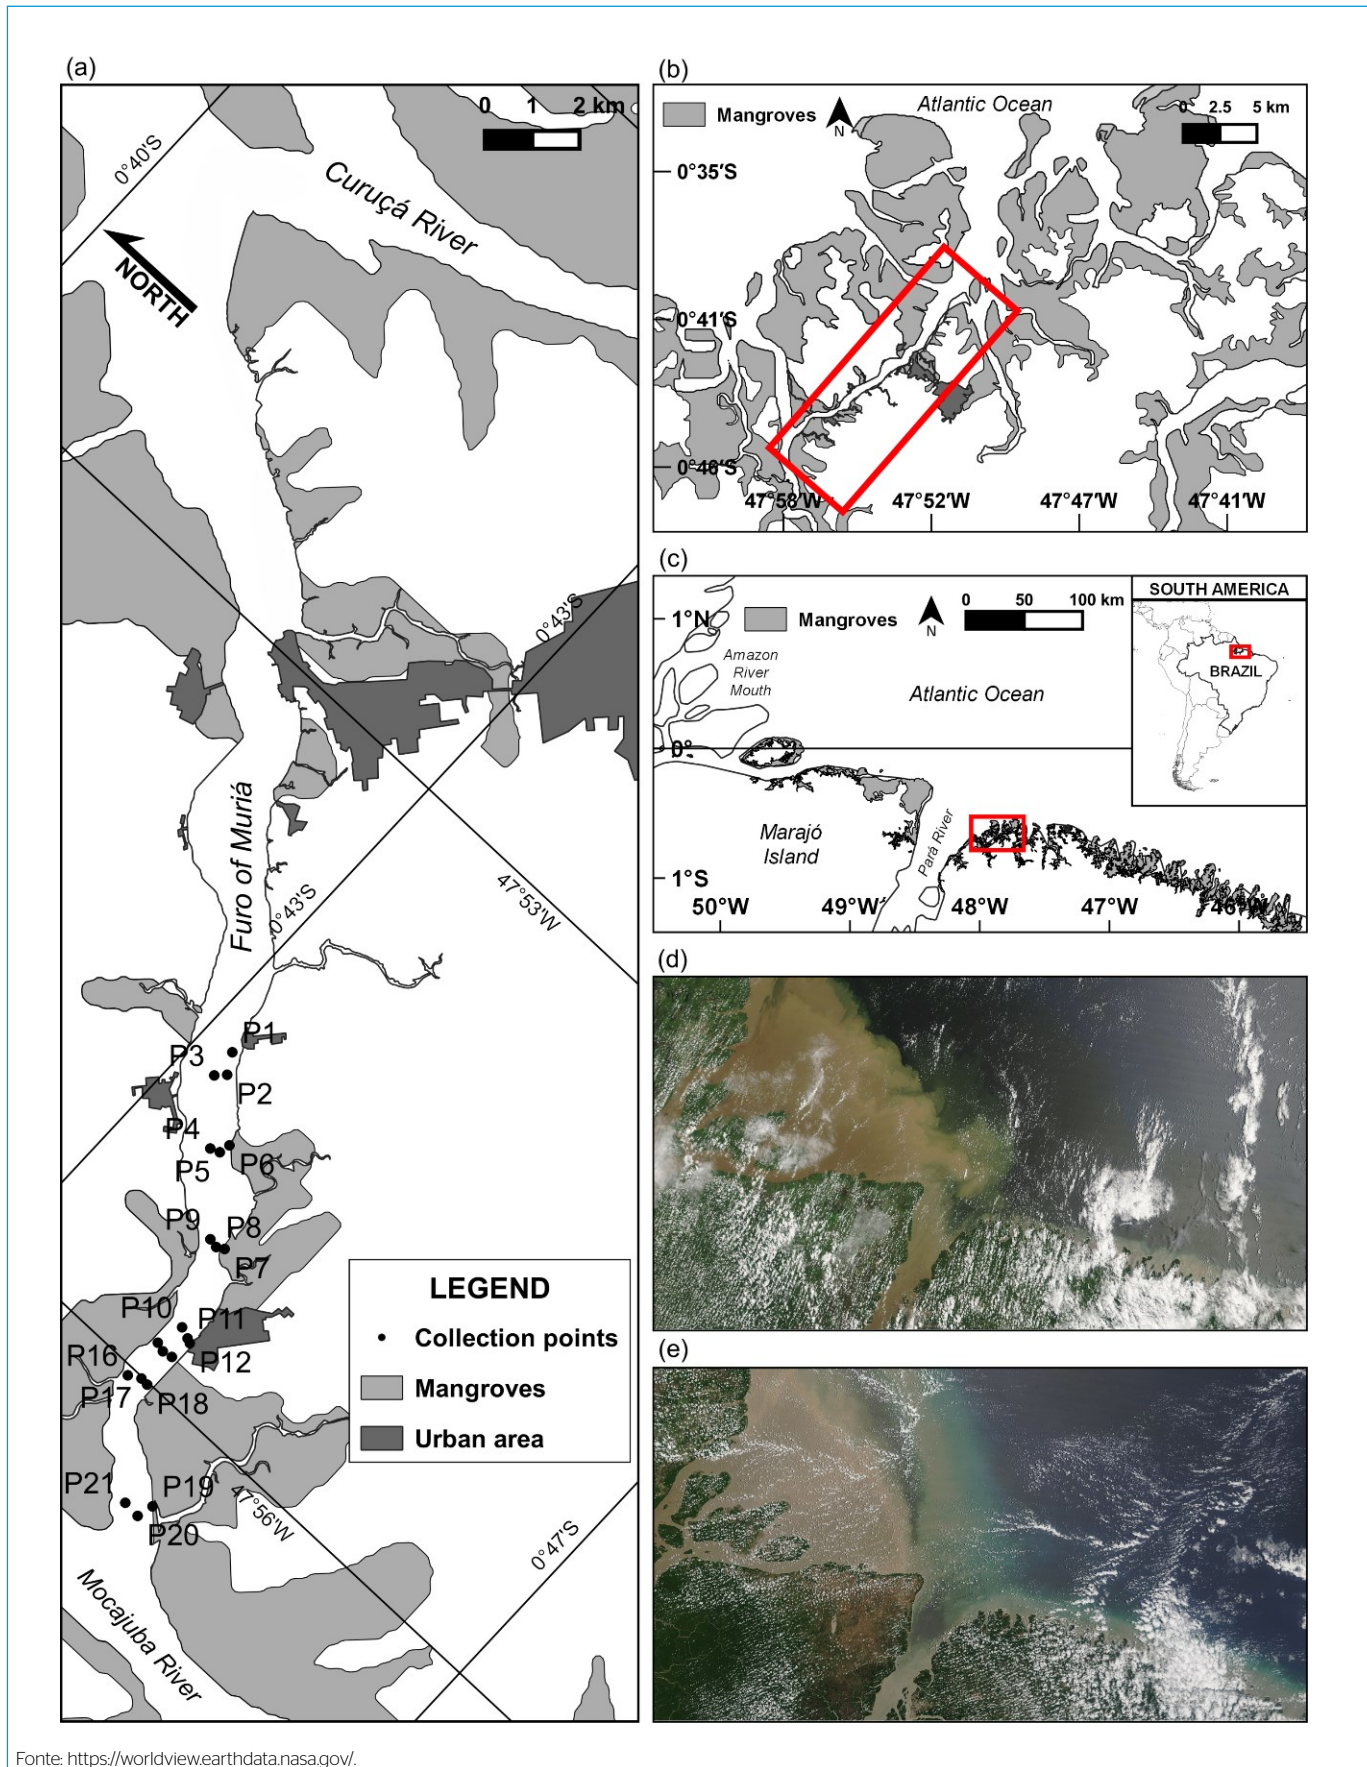 (a)
0 1 2 km
0°40'S
Curuçá River
NORTH
0°43'S
Furo of Muriá
0°43'S
47°53'W
P1
P3
P2
P4
P5
P6
P9
P8
P7
P10
P11
P12
P16
P17
P18
P21
P19
P20
47°56'W
0°47'S
Mocajuba River
LEGEND
Collection points
Mangroves
Urban area
(b)
Mangroves
N
Atlantic Ocean
0 2.5 5 km
0°35'S
0°41'S
0°46'S
47°58'W
47°52'W
47°47'W
47°41'W
(c)
1°N
Mangroves
N
0 50 100 km
SOUTH AMERICA
BRAZIL
Amazon
River
Mouth
Atlantic Ocean
0°
Marajó
Island
Pará River
1°S
50°W
49°W
48°W
47°W
46°W
(d)
(e)
Fonte: https://worldview.earthdata.nasa.gov/.